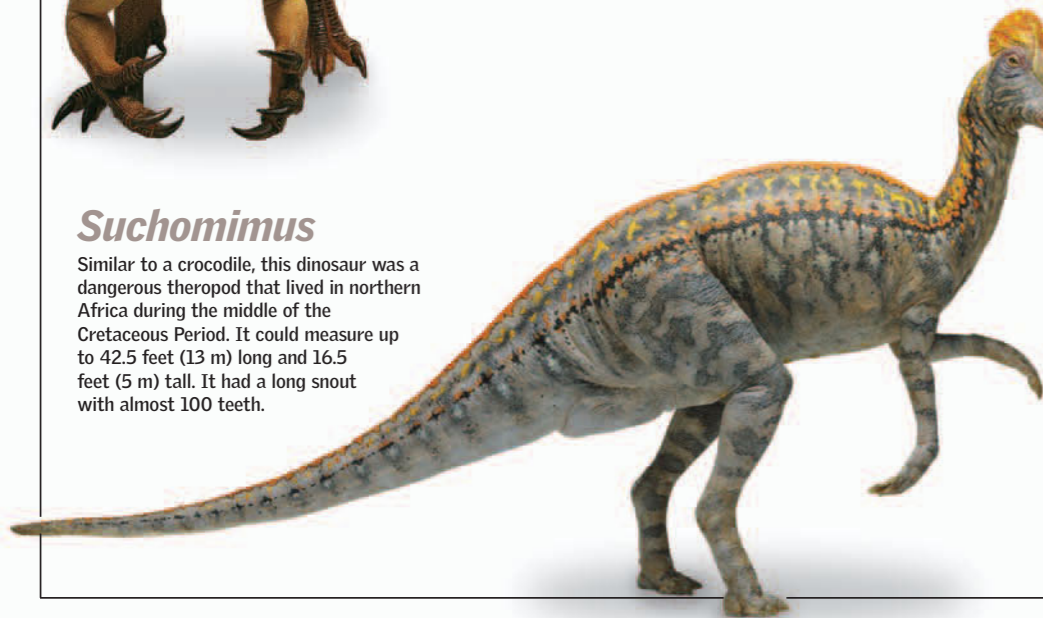 Suchomimus
Similar to a crocodile, this dinosaur was a
dangerous theropod that lived in northern
Africa during the middle of the
Cretaceous Period. It could measure up
to 42.5 feet (13 m) long and 16.5
feet (5 m) tall. It had a long snout
with almost 100 teeth.